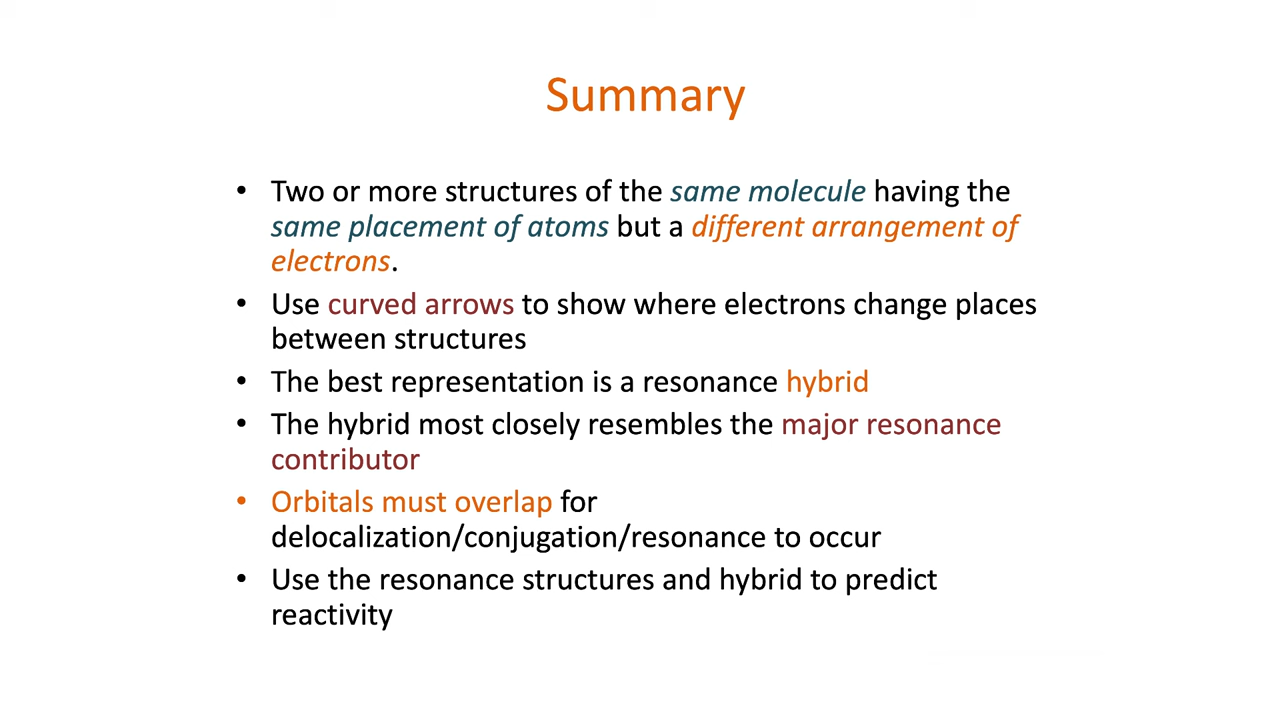 Summary
• Two or more structures of the same molecule having the
same placement of atoms but a different arrangement of
electrons.
• Use curved arrows to show where electrons change places
between structures
• The best representation is a resonance hybrid
• The hybrid most closely resembles the major resonance
contributor
• Orbitals must overlap for
delocalization/conjugation/resonance to occur
• Use the resonance structures and hybrid to predict
reactivity